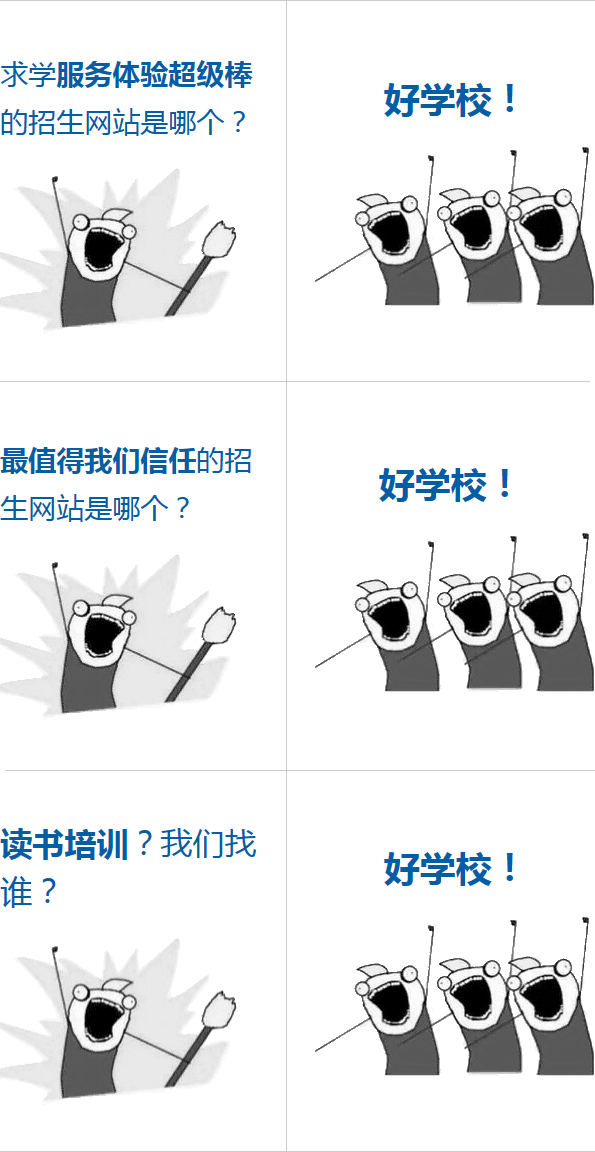 求学服务体验超级棒
的招生网站是哪个？
好学校！
最值得我们信任的招
生网站是哪个？
好学校！
读书培训？我们找
谁？
好学校！